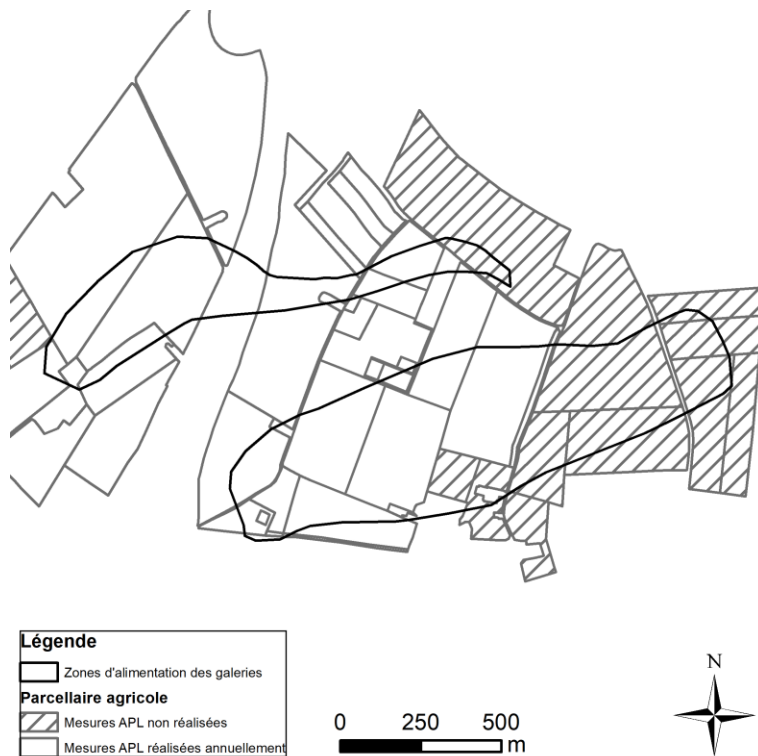 Légende
Zones d'alimentation des galeries
Parcellaire agricole
Mesures APL non réalisées
Mesures APL réalisées annuellement
N
0 250 500
m